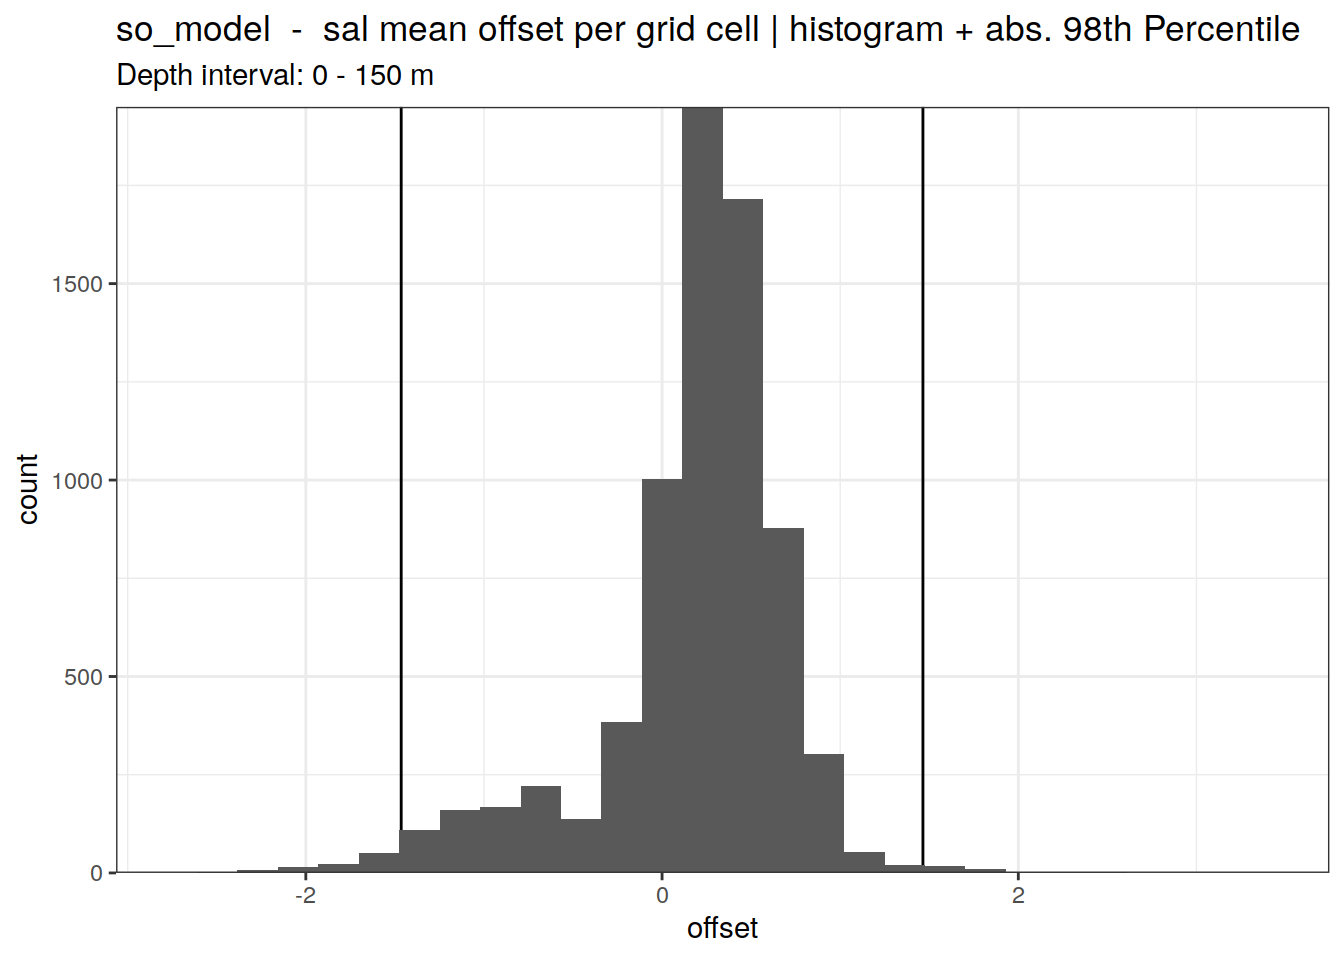 so_model  -  sal mean offset per grid cell | histogram + abs. 98th Percentile
Depth interval: 0 - 150 m
1500
1000
500
0
count
-2
0
2
offset